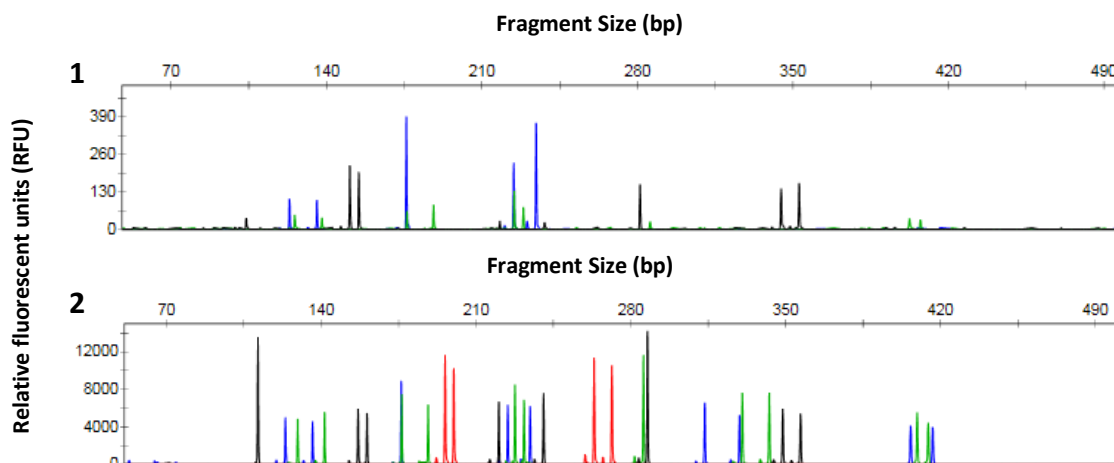 Fragment Size (bp)
1
70 140 210 280 350 420 490
390
260
130
0
Relative fluorescent units (RFU)
Fragment Size (bp)
2
70 140 210 280 350 420 490
12000
8000
4000
0